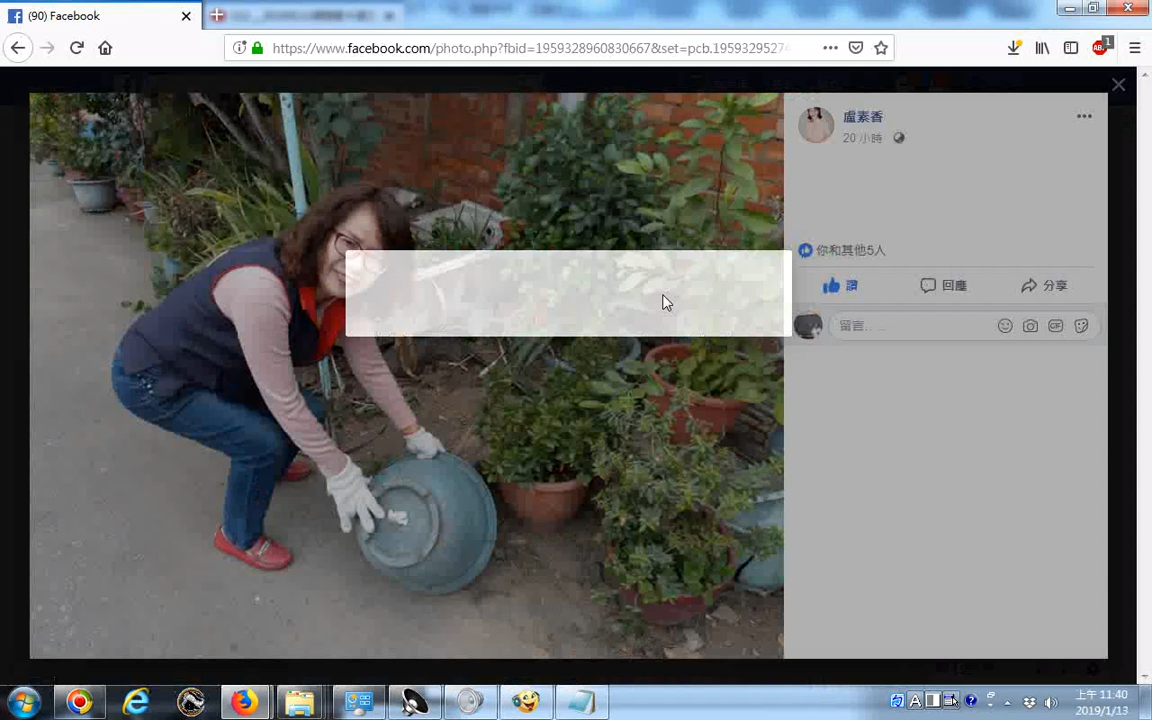 (90) Facebook
https://www.facebook.com/photo.php?fbid=1959328960830667&set=pcb.19593295274
1
盧素香
20 小時
你和其他5人
讚
回應
分享
留言……
GIF
上午 11:40
2019/1/13